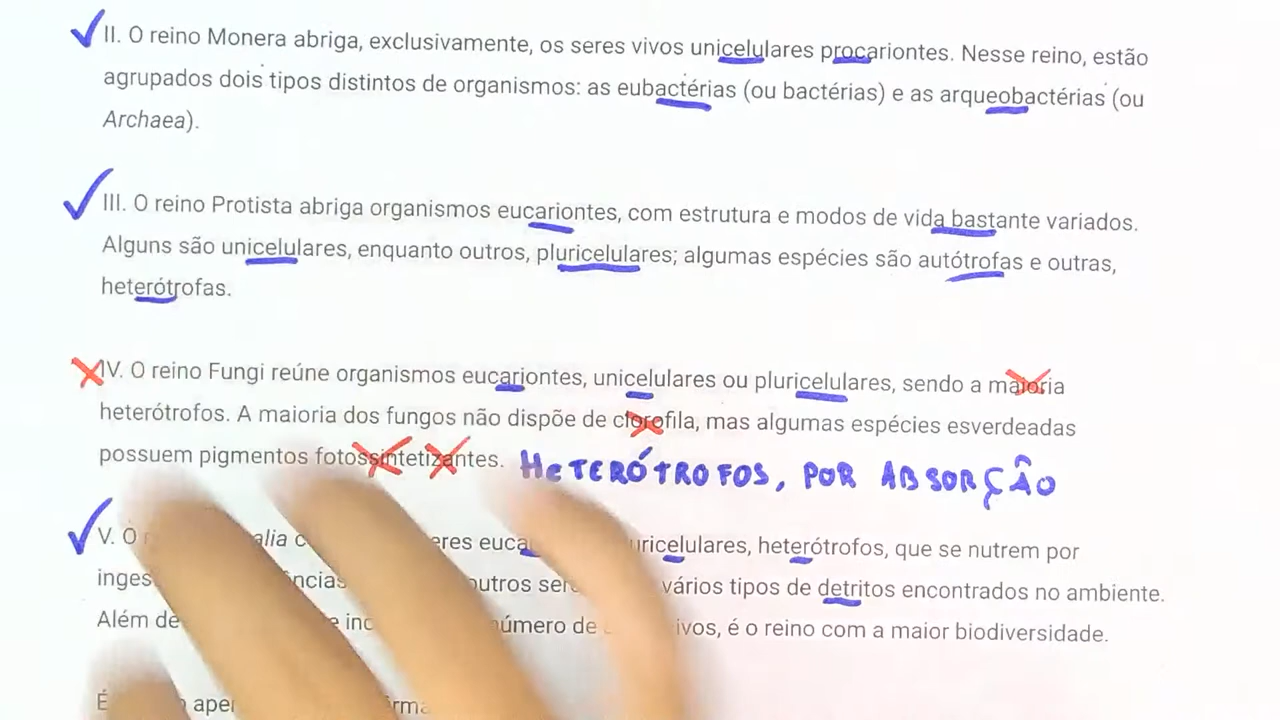 II. O reino Monera abriga, exclusivamente, os seres vivos unicelulares procariontes. Nesse reino, estão
agrupados dois tipos distintos de organismos: as eubactérias (ou bactérias) e as arqueobactérias (ou
Archaea).
III. O reino Protista abriga organismos eucariontes, com estrutura e modos de vida bastante variados.
Alguns são unicelulares, enquanto outros, pluricelulares; algumas espécies são autótrofas e outras,
heterótrofas.
IV. O reino Fungi reúne organismos eucariontes, unicelulares ou pluricelulares, sendo a maioria
heterótrofos. A maioria dos fungos não dispõe de clorofila, mas algumas espécies esverdeadas
possuem pigmentos fotossintetizantes. HETERÓTROFOS, POR ABSORÇÃO
V. O heterótrofos, que se nutrem por
vários tipos de detritos encontrados no ambiente.
Além de, é o reino com a maior biodiversidade.